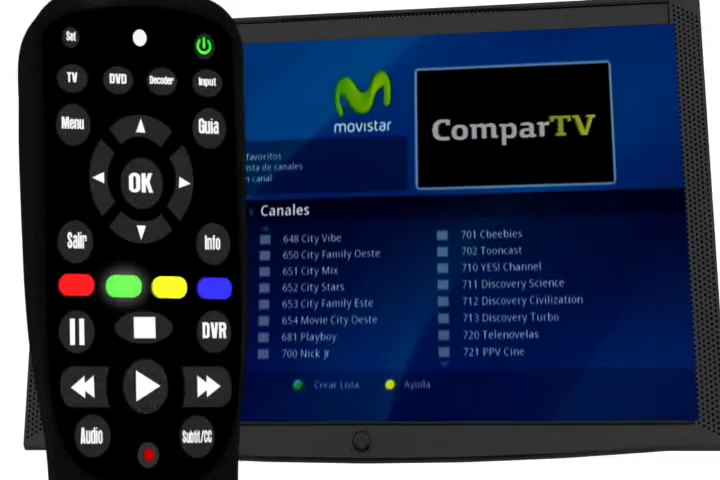 Set
TV DVD Decoder Input
Menu Guia
OK
Salir Info
DVR
Audio Subtit/CC
movistar
ComparTV
favoritos
ista de canales
n canal
Canales
648 City Vibe
650 City Family Oeste
651 City Mix
652 City Stars
653 City Family Este
654 Movie City Oeste
681 Playboy
700 Nick Jr
701 Cbeebies
702 Tooncast
710 YES! Channel
711 Discovery Science
712 Discovery Civilization
713 Discovery Turbo
720 Telenovelas
721 PPV Cine
Crear Lista Ayuda